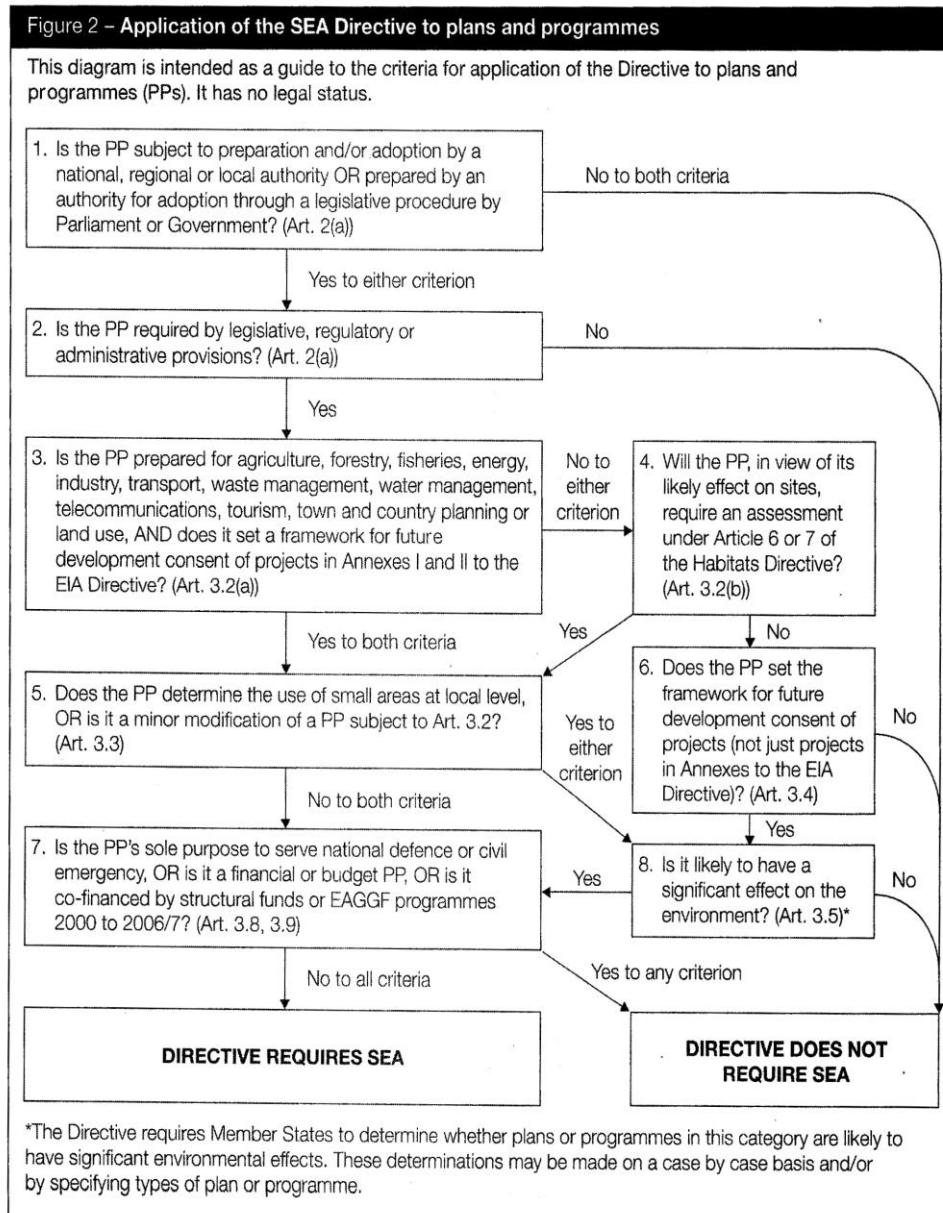 Figure 2 – Application of the SEA Directive to plans and programmes
This diagram is intended as a guide to the criteria for application of the Directive to plans and
programmes (PPs). It has no legal status.
1. Is the PP subject to preparation and/or adoption by a
national, regional or local authority OR prepared by an
authority for adoption through a legislative procedure by
Parliament or Government? (Art. 2(a))
No to both criteria
Yes to either criterion
2. Is the PP required by legislative, regulatory or
administrative provisions? (Art. 2(a))
No
Yes
3. Is the PP prepared for agriculture, forestry, fisheries, energy,
industry, transport, waste management, water management,
telecommunications, tourism, town and country planning or
land use, AND does it set a framework for future
development consent of projects in Annexes I and II to the
EIA Directive? (Art. 3.2(a))
No to
either
criterion
4. Will the PP, in view of its
likely effect on sites,
require an assessment
under Article 6 or 7 of
the Habitats Directive?
(Art. 3.2(b))
Yes to both criteria
Yes
No
5. Does the PP determine the use of small areas at local level,
OR is it a minor modification of a PP subject to Art. 3.2?
(Art. 3.3)
Yes to
either
criterion
6. Does the PP set the
framework for future
development consent of
projects (not just projects
in Annexes to the EIA
Directive)? (Art. 3.4)
No
No to both criteria
Yes
7. Is the PP's sole purpose to serve national defence or civil
emergency, OR is it a financial or budget PP, OR is it
co-financed by structural funds or EAGGF programmes
2000 to 2006/7? (Art. 3.8, 3.9)
Yes
8. Is it likely to have a
significant effect on the
environment? (Art. 3.5)*
No
No to all criteria
Yes to any criterion
DIRECTIVE REQUIRES SEA
DIRECTIVE DOES NOT
REQUIRE SEA
*The Directive requires Member States to determine whether plans or programmes in this category are likely to
have significant environmental effects. These determinations may be made on a case by case basis and/or
by specifying types of plan or programme.